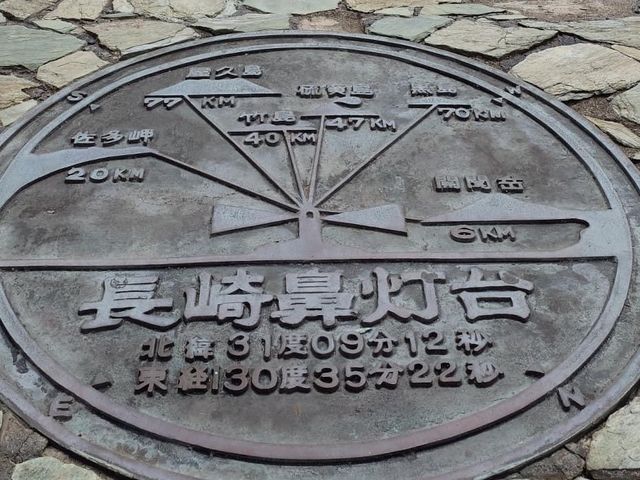 S
W
屋久島
硫黄島
黒島
77KM
竹島
47KM
70KM
佐多岬
40KM
20KM
開聞岳
6KM
長崎鼻灯台
北緯31度09分12秒
東経130度35分22秒
E
N